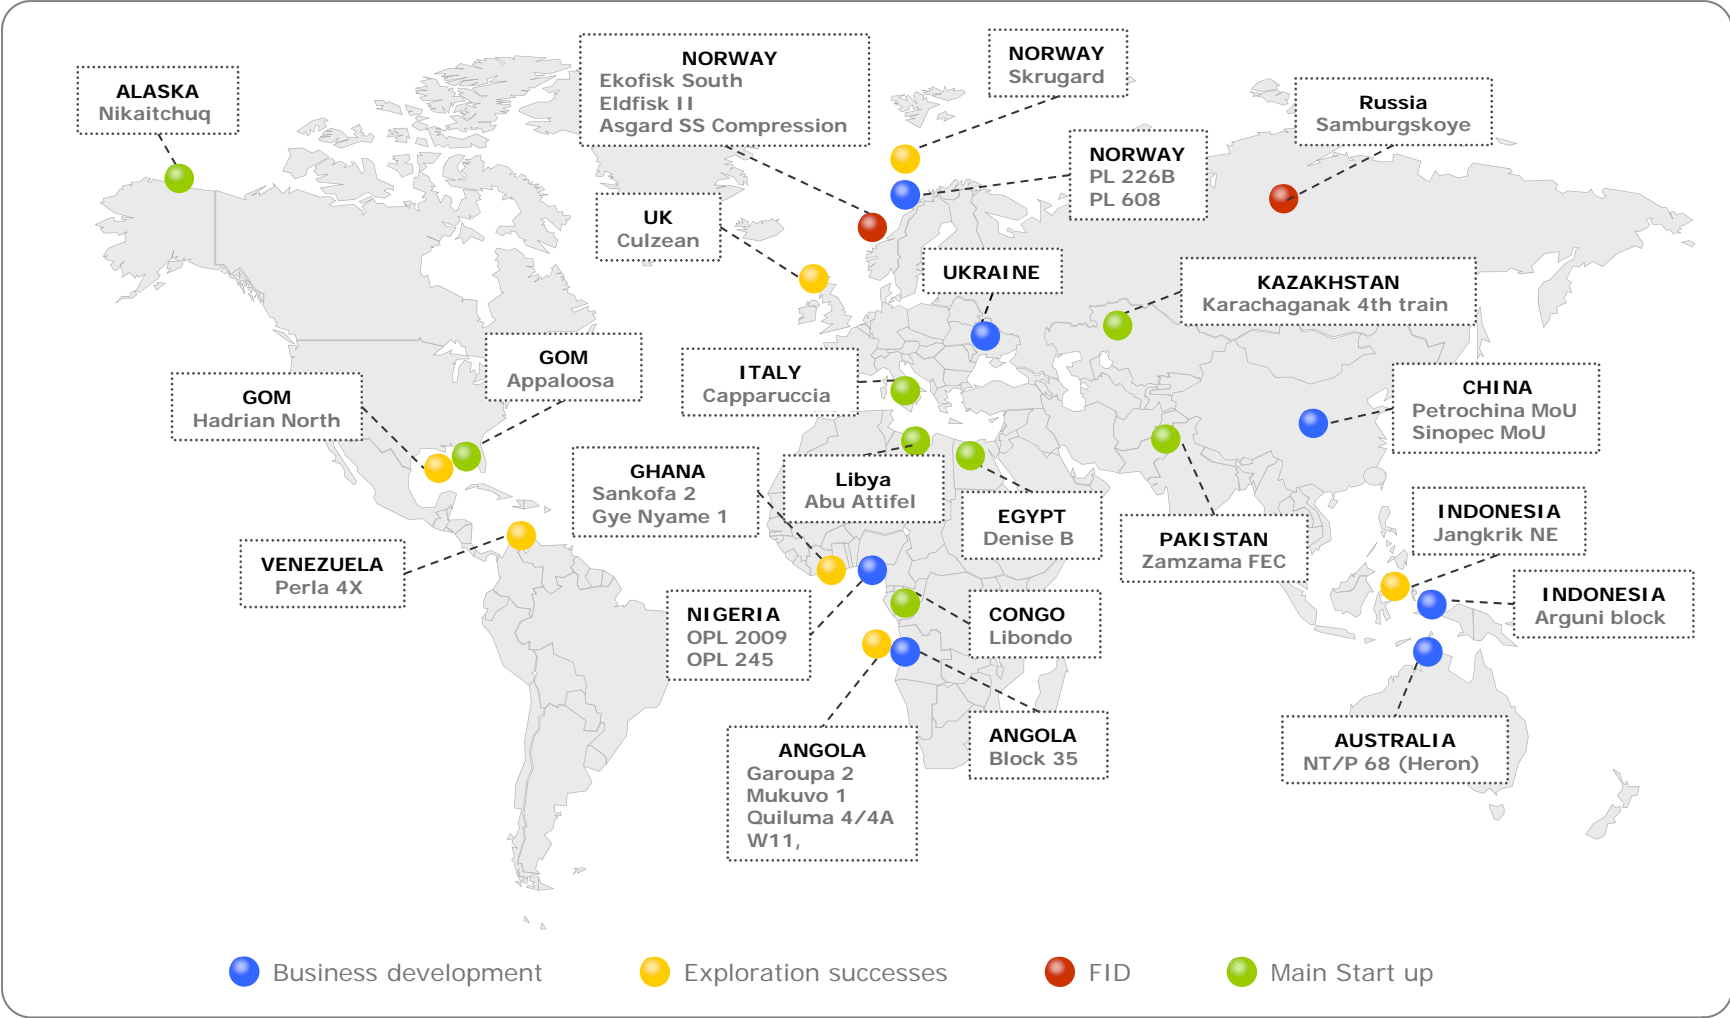 NORWAY
Ekofisk South
Eldfisk II
Asgard SS Compression
NORWAY
Skrugard
ALASKA
Nikaitchuq
Russia
Samburgskoye
NORWAY
PL 226B
PL 608
UK
Culzean
UKRAINE
KAZAKHSTAN
Karachaganak 4th train
GOM
Appaloosa
ITALY
Capparuccia
GOM
Hadrian North
CHINA
Petrochina MoU
Sinopec MoU
GHANA
Sankofa 2
Gye Nyame 1
Libya
Abu Attifel
EGYPT
Denise B
PAKISTAN
Zamzama FEC
INDONESIA
Jangkrik NE
VENEZUELA
Perla 4X
INDONESIA
Arguni block
NIGERIA
OPL 2009
OPL 245
CONGO
Libondo
ANGOLA
Garoupa 2
Mukuvo 1
Quiluma 4/4A
W11,
ANGOLA
Block 35
AUSTRALIA
NT/P 68 (Heron)
Business development
Exploration successes
FID
Main Start up